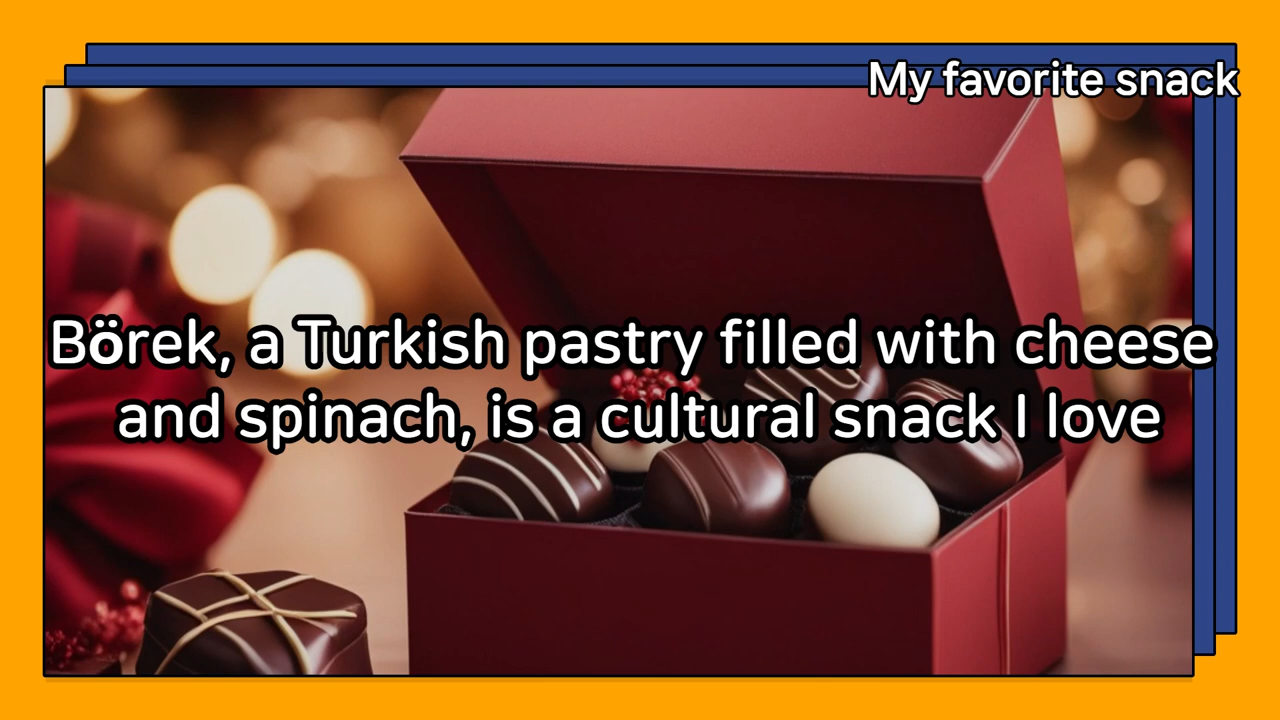 My favorite snack
Börek, a Turkish pastry filled with cheese
and spinach, is a cultural snack I love